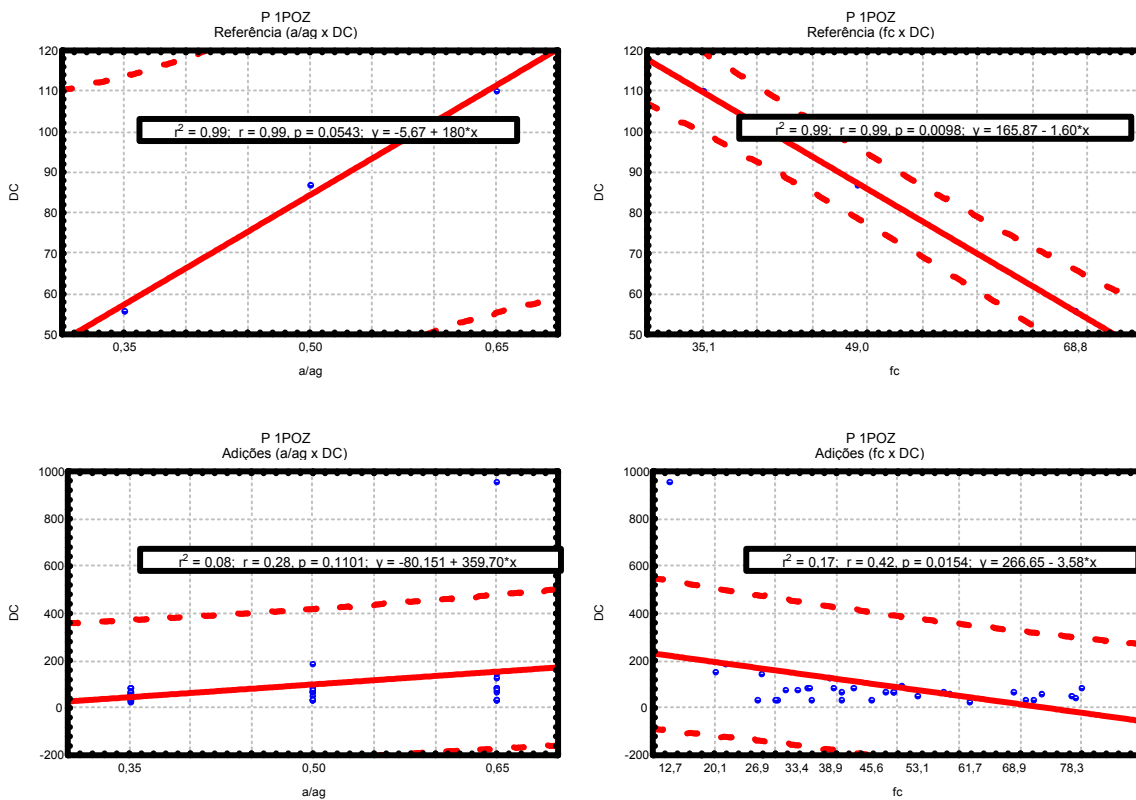 P 1POZ
Referência (a/ag x DC)
120
110
100
90
80
70
60
50
DC
r² = 0,99; r = 0,99, p = 0,0543; y = -5,67 + 180*x
0,35 0,50 0,65
a/ag
P 1POZ
Referência (fc x DC)
120
110
100
90
80
70
60
50
DC
r² = 0,99; r = 0,99, p = 0,0098; y = 165,87 - 1,60*x
35,1 49,0 68,8
fc
P 1POZ
Adições (a/ag x DC)
1000
800
600
400
200
0
-200
DC
r² = 0,08; r = 0,28, p = 0,1101; y = -80,151 + 359,70*x
0,35 0,50 0,65
a/ag
P 1POZ
Adições (fc x DC)
1000
800
600
400
200
0
-200
DC
r² = 0,17; r = 0,42, p = 0,0154; y = 266,65 - 3,58*x
12,7 20,1 26,9 33,4 38,9 45,6 53,1 61,7 68,9 78,3
fc